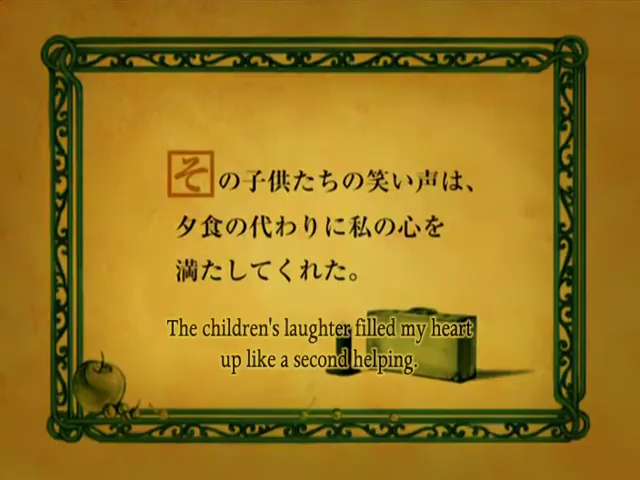 その子供たちの笑い声は、
夕食の代わりに私の心を
満たしてくれた。
The children's laughter filled my heart
up like a second helping.